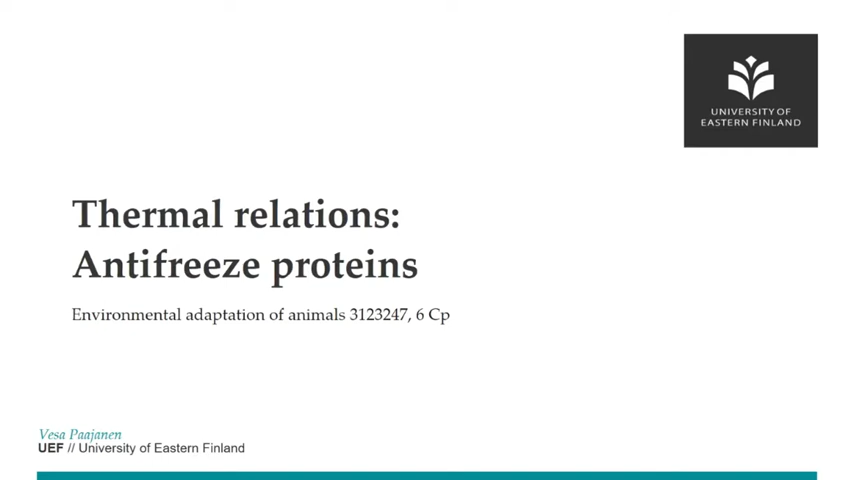 UNIVERSITY OF
EASTERN FINLAND
Thermal relations:
Antifreeze proteins
Environmental adaptation of animals 3123247, 6 Cp
Vesa Paajanen
UEF // University of Eastern Finland